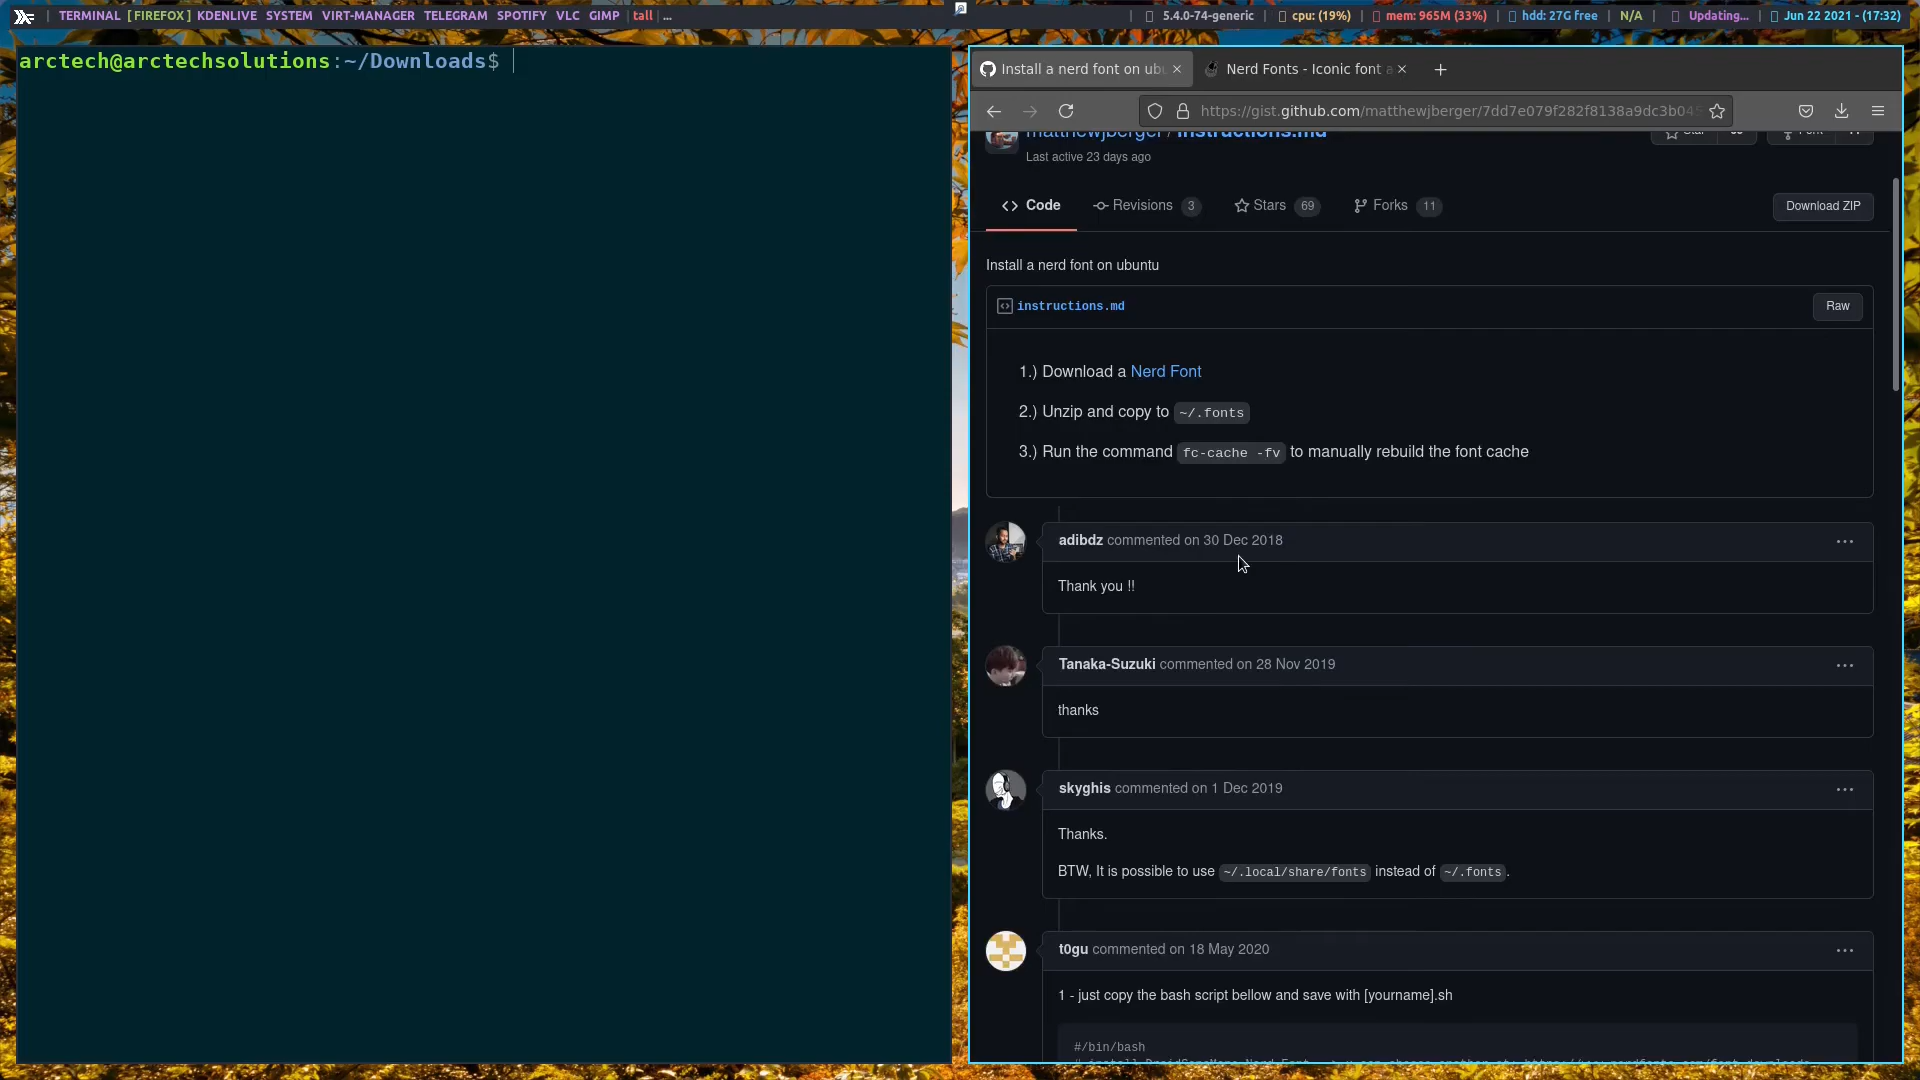 | TERMINAL [FIREFOX] KDENLIVE SYSTEM VIRT-MANAGER TELEGRAM SPOTIFY VLC GIMP | tall | ...
| 5.4.0-74-generic | cpu: (19%) | mem: 965M (33%) | hdd: 27G free | N/A | Updating... | Jun 22 2021 - (17:32)
arctech@arctechsolutions:~/Downloads$
Install a nerd font on ubu
Nerd Fonts - Iconic font a
https://gist.github.com/matthewjberger/7dd7e079f282f8138a9dc3b045
matthewjberger / instructions.md
Star
Fork
Last active 23 days ago
Code
Revisions 3
Stars 69
Forks 11
Download ZIP
Install a nerd font on ubuntu
instructions.md
Raw
1.) Download a Nerd Font
2.) Unzip and copy to ~/.fonts
3.) Run the command fc-cache -fv to manually rebuild the font cache
adibdz commented on 30 Dec 2018
Thank you !!
Tanaka-Suzuki commented on 28 Nov 2019
thanks
skyghis commented on 1 Dec 2019
Thanks.
BTW, It is possible to use ~/.local/share/fonts instead of ~/.fonts.
t0gu commented on 18 May 2020
1 - just copy the bash script bellow and save with [yourname].sh
#/bin/bash